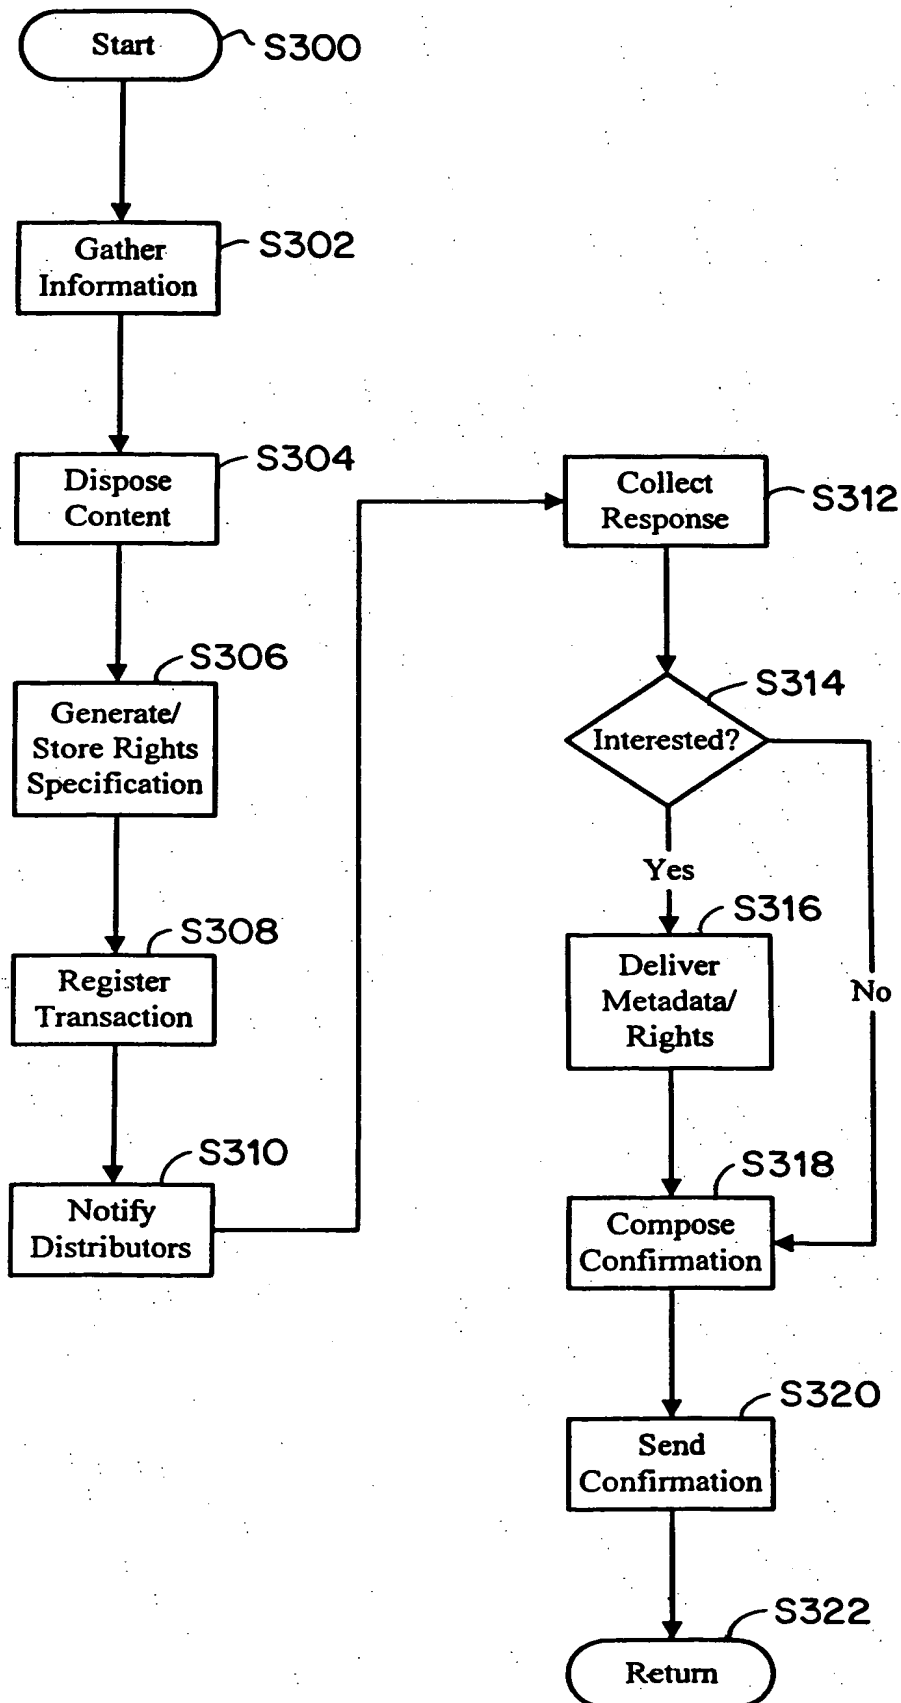 Start
S300
Gather
Information
S302
Dispose
Content
S304
Generate/
Store Rights
Specification
S306
Register
Transaction
S308
Notify
Distributors
S310
Collect
Response
S312
Interested?
S314
Yes
No
Deliver
Metadata/
Rights
S316
Compose
Confirmation
S318
Send
Confirmation
S320
Return
S322